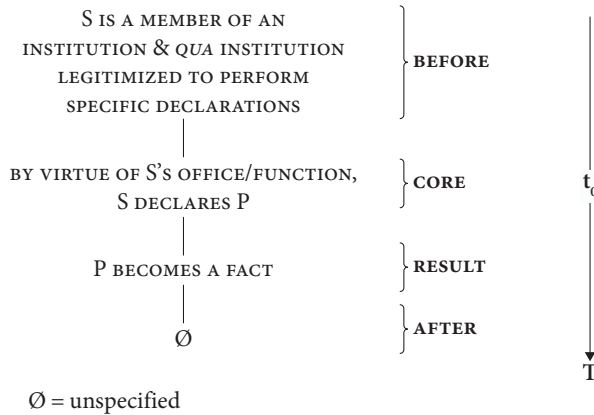 S IS A MEMBER OF AN
INSTITUTION & QUA INSTITUTION
LEGITIMIZED TO PERFORM
SPECIFIC DECLARATIONS
BEFORE
BY VIRTUE OF S’S OFFICE/FUNCTION,
S DECLARES P
CORE
t0
P BECOMES A FACT
RESULT
Ø
AFTER
T
Ø = unspecified